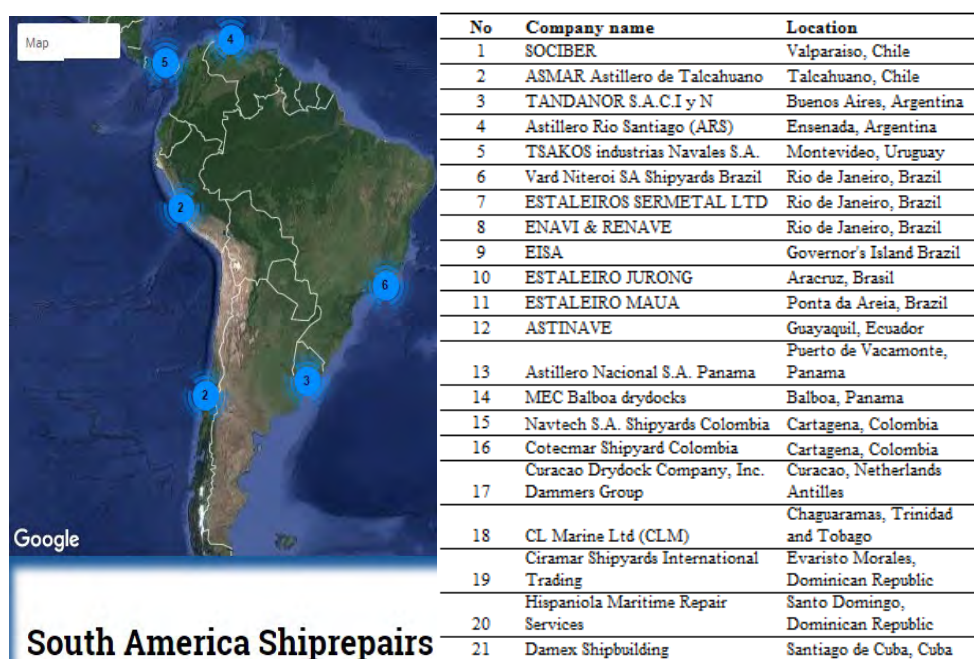 Map
4
5
2
6
3
2
Google
South America Shiprepairs
No Company name Location
1 SOCIBER Valparaiso, Chile
2 ASMAR Astillero de Talcahuano Talcahuano, Chile
3 TANDANOR S.A.C.I y N Buenos Aires, Argentina
4 Astillero Rio Santiago (ARS) Ensenada, Argentina
5 TSAKOS industrias Navales S.A. Montevideo, Uruguay
6 Vard Niteroi SA Shipyards Brazil Rio de Janeiro, Brazil
7 ESTALEIROS SERMETAL LTD Rio de Janeiro, Brazil
8 ENAVI & RENAVE Rio de Janeiro, Brazil
9 EISA Governor's Island Brazil
10 ESTALEIRO JURONG Aracruz, Brasil
11 ESTALEIRO MAUA Ponta da Areia, Brazil
12 ASTINAVE Guayaquil, Ecuador
Puerto de Vacamonte,
13 Astillero Nacional S.A. Panama Panama
14 MEC Balboa drydocks Balboa, Panama
15 Navtech S.A. Shipyards Colombia Cartagena, Colombia
16 Cotecmar Shipyard Colombia Cartagena, Colombia
Curacao Drydock Company, Inc. Curacao, Netherlands
17 Dammers Group Antilles
Chaguaramas, Trinidad
18 CL Marine Ltd (CLM) and Tobago
Ciramar Shipyards International Evaristo Morales,
19 Trading Dominican Republic
Hispaniola Maritime Repair Santo Domingo,
20 Services Dominican Republic
21 Damex Shipbuilding Santiago de Cuba, Cuba